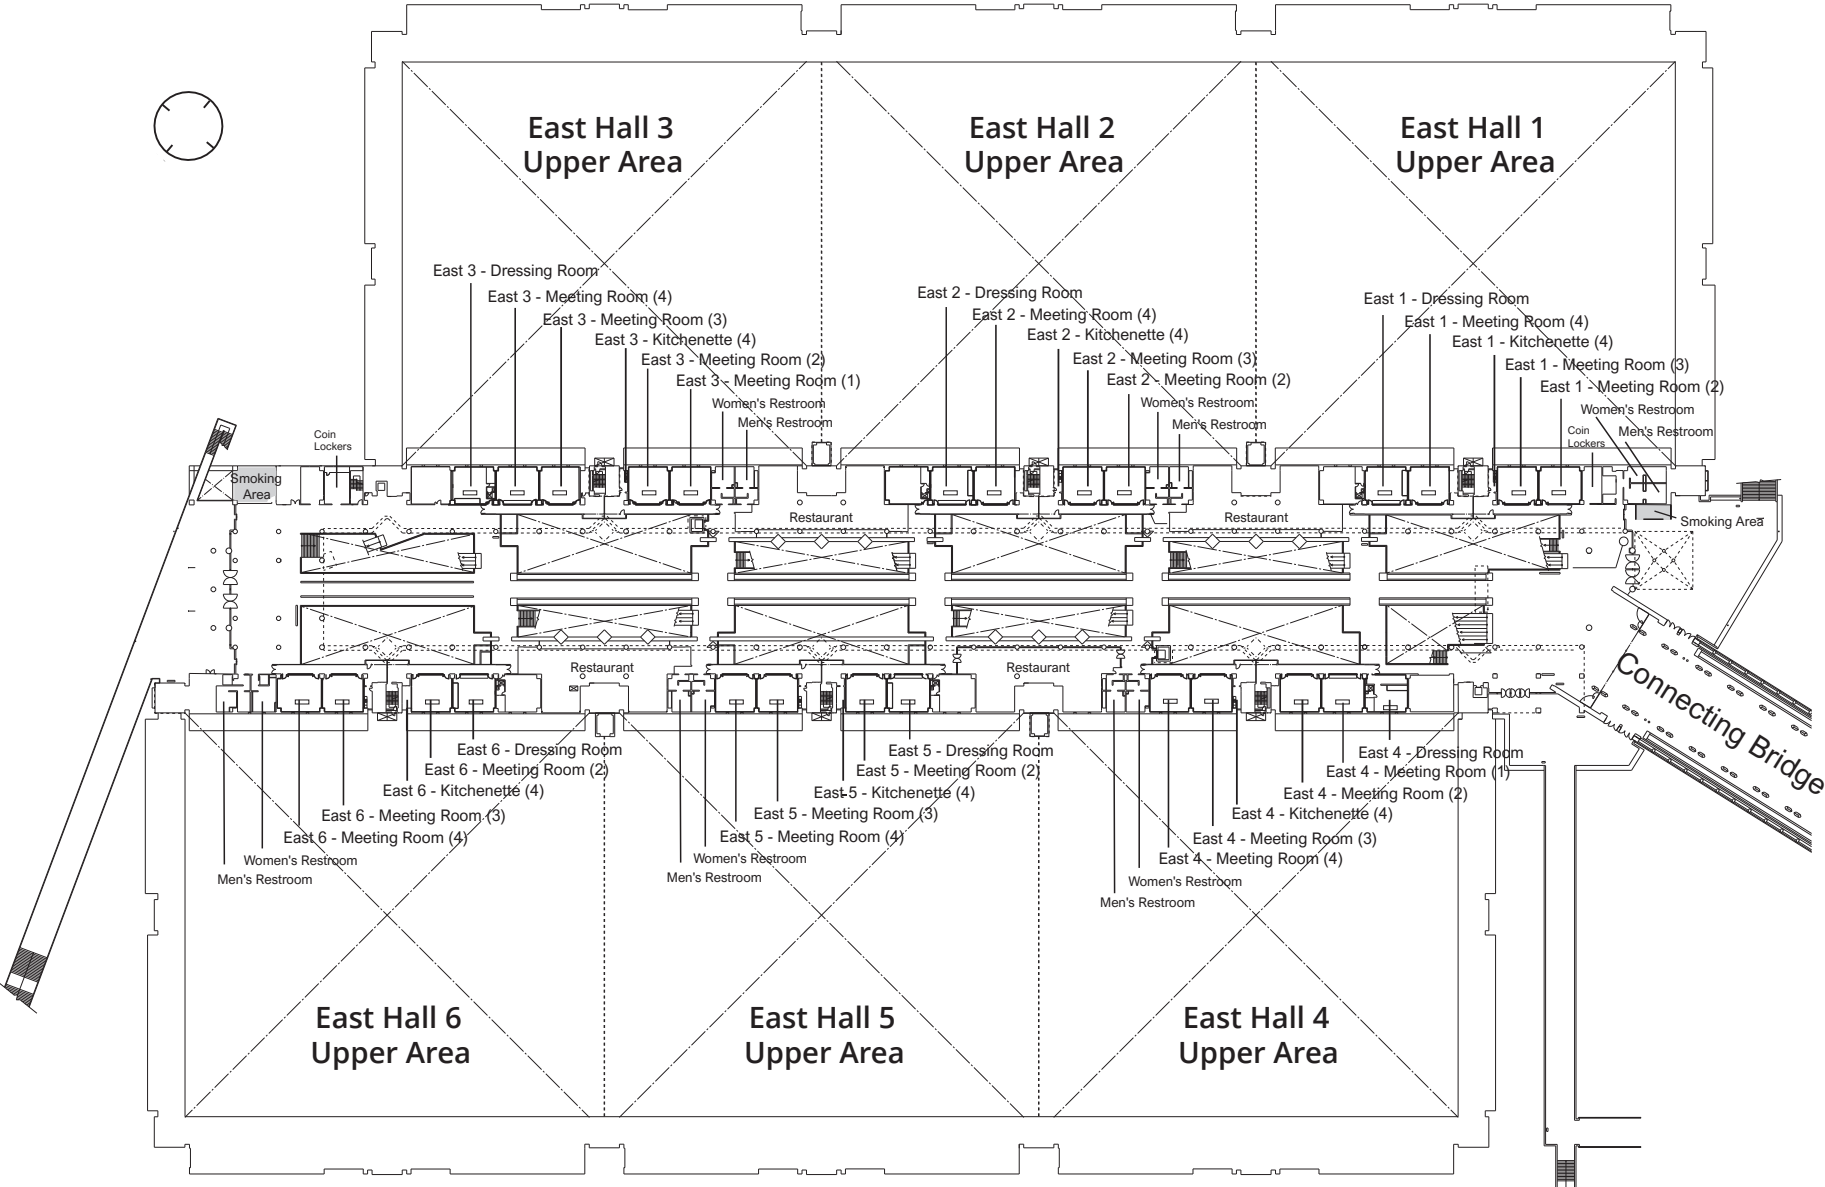 East Hall 3
Upper Area
East Hall 2
Upper Area
East Hall 1
Upper Area
East 3 - Dressing Room
East 3 - Meeting Room (4)
East 3 - Meeting Room (3)
East 3 - Kitchenette (4)
East 3 - Meeting Room (2)
East 3 - Meeting Room (1)
Women's Restroom
Men's Restroom
East 2 - Dressing Room
East 2 - Meeting Room (4)
East 2 - Kitchenette (4)
East 2 - Meeting Room (3)
East 2 - Meeting Room (2)
Women's Restroom
Men's Restroom
East 1 - Dressing Room
East 1 - Meeting Room (4)
East 1 - Kitchenette (4)
East 1 - Meeting Room (3)
East 1 - Meeting Room (2)
Women's Restroom
Men's Restroom
Coin
Lockers
Coin
Lockers
Smoking
Area
Restaurant
Restaurant
Smoking Area
Restaurant
Restaurant
Connecting Bridge
East 6 - Dressing Room
East 6 - Meeting Room (2)
East 6 - Kitchenette (4)
East 6 - Meeting Room (3)
East 6 - Meeting Room (4)
Women's Restroom
Men's Restroom
East 5 - Dressing Room
East 5 - Meeting Room (2)
East 5 - Kitchenette (4)
East 5 - Meeting Room (3)
East 5 - Meeting Room (4)
Women's Restroom
Men's Restroom
East 4 - Dressing Room
East 4 - Meeting Room (1)
East 4 - Meeting Room (2)
East 4 - Kitchenette (4)
East 4 - Meeting Room (3)
East 4 - Meeting Room (4)
Women's Restroom
Men's Restroom
East Hall 6
Upper Area
East Hall 5
Upper Area
East Hall 4
Upper Area